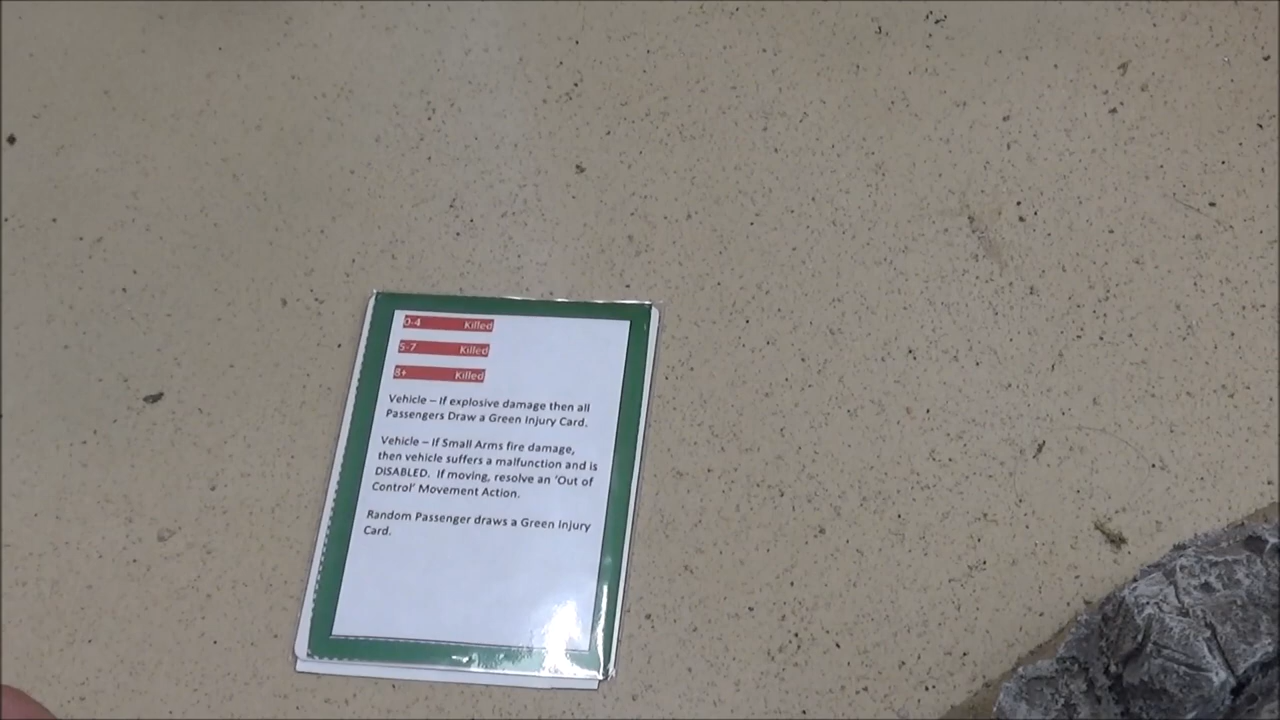 0-4 Killed
5-7 Killed
8+ Killed
Vehicle – If explosive damage then all
Passengers Draw a Green Injury Card.
Vehicle – If Small Arms fire damage,
then vehicle suffers a malfunction and is
DISABLED. If moving, resolve an ‘Out of
Control’ Movement Action.
Random Passenger draws a Green Injury
Card.